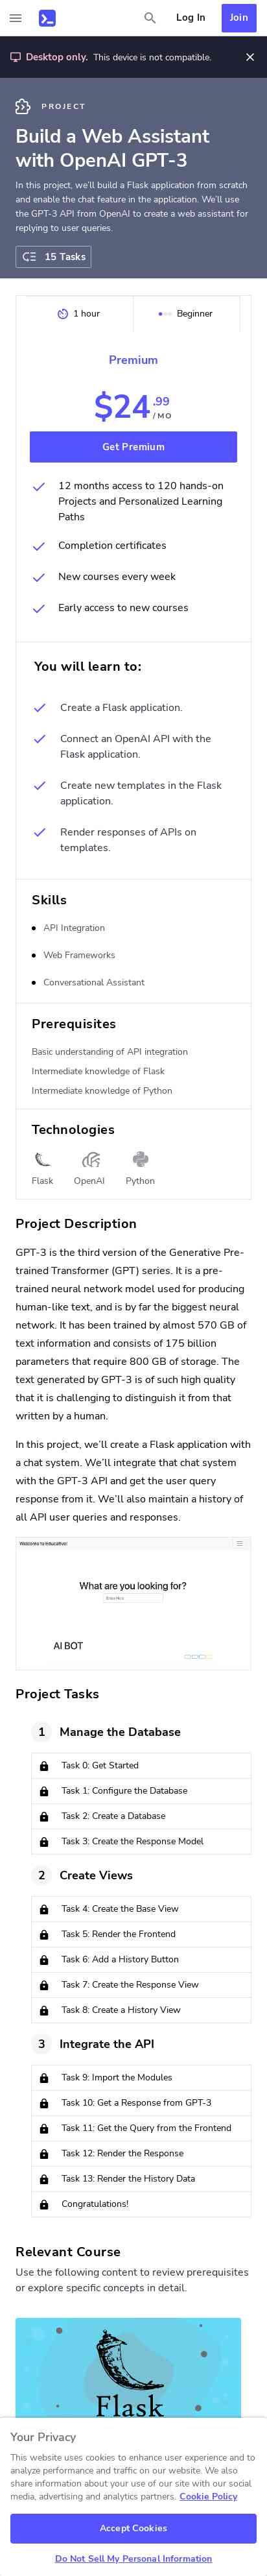 Log In
Join
Desktop only. This device is not compatible.
PROJECT
Build a Web Assistant
with OpenAI GPT-3
In this project, we’ll build a Flask application from scratch
and enable the chat feature in the application. We’ll use
the GPT-3 API from OpenAI to create a web assistant for
replying to user queries.
15 Tasks
1 hour
Beginner
Premium
$24.99
/ MO
Get Premium
12 months access to 120 hands-on
Projects and Personalized Learning
Paths
Completion certificates
New courses every week
Early access to new courses
You will learn to:
Create a Flask application.
Connect an OpenAI API with the
Flask application.
Create new templates in the Flask
application.
Render responses of APIs on
templates.
Skills
API Integration
Web Frameworks
Conversational Assistant
Prerequisites
Basic understanding of API integration
Intermediate knowledge of Flask
Intermediate knowledge of Python
Technologies
Flask
OpenAI
Python
Project Description
GPT-3 is the third version of the Generative Pre-
trained Transformer (GPT) series. It is a pre-
trained neural network model used for producing
human-like text, and is by far the biggest neural
network. It has been trained by almost 570 GB of
text information and consists of 175 billion
parameters that require 800 GB of storage. The
text generated by GPT-3 is of such high quality
that it is challenging to distinguish it from that
written by a human.
In this project, we’ll create a Flask application with
a chat system. We’ll integrate that chat system
with the GPT-3 API and get the user query
response from it. We’ll also maintain a history of
all API user queries and responses.
Welcome to Educative!
What are you looking for?
Enter Here
AI BOT
Project Tasks
1 Manage the Database
Task 0: Get Started
Task 1: Configure the Database
Task 2: Create a Database
Task 3: Create the Response Model
2 Create Views
Task 4: Create the Base View
Task 5: Render the Frontend
Task 6: Add a History Button
Task 7: Create the Response View
Task 8: Create a History View
3 Integrate the API
Task 9: Import the Modules
Task 10: Get a Response from GPT-3
Task 11: Get the Query from the Frontend
Task 12: Render the Response
Task 13: Render the History Data
Congratulations!
Relevant Course
Use the following content to review prerequisites
or explore specific concepts in detail.
Flask
Your Privacy
This website uses cookies to enhance user experience and to
analyze performance and traffic on our website. We also
share information about your use of our site with our social
media, advertising and analytics partners. Cookie Policy
Accept Cookies
Do Not Sell My Personal Information